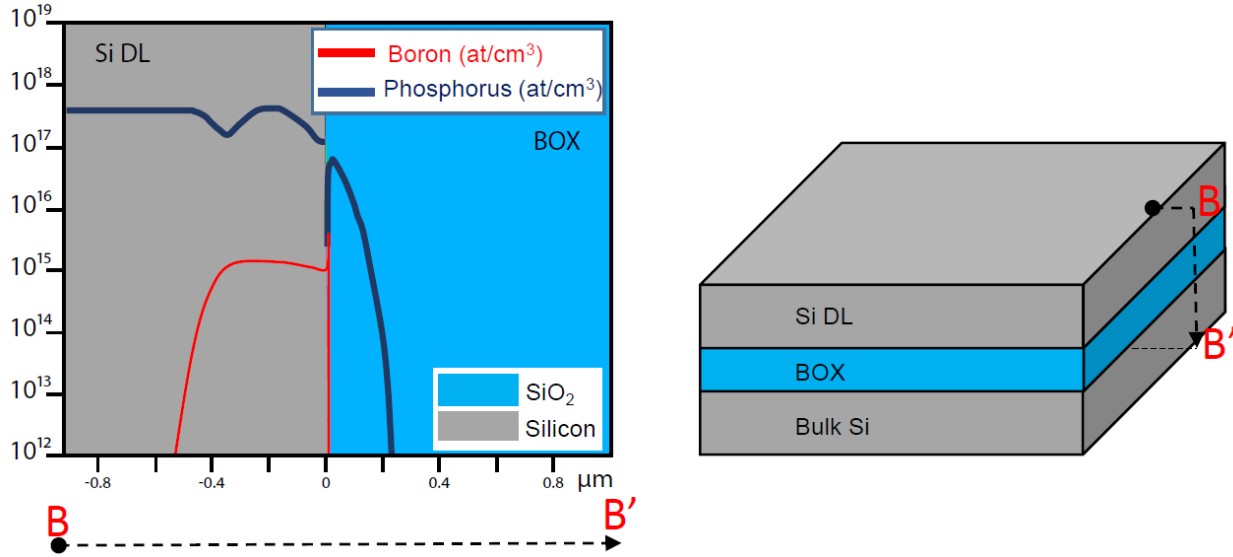 10¹⁹
10¹⁸
10¹⁷
10¹⁶
10¹⁵
10¹⁴
10¹³
10¹²
Si DL
Boron (at/cm³)
Phosphorus (at/cm³)
BOX
SiO₂
Silicon
-0.8 -0.4 0 0.4 0.8 μm
B B’
B
Si DL
B’
BOX
Bulk Si